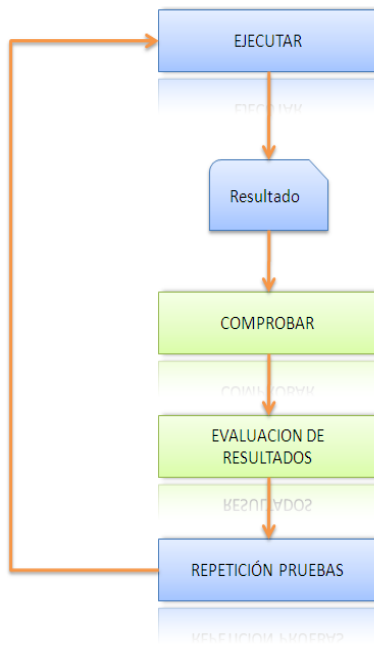 EJECUTAR
Resultado
COMPROBAR
EVALUACION DE
RESULTADOS
REPETICIÓN PRUEBAS